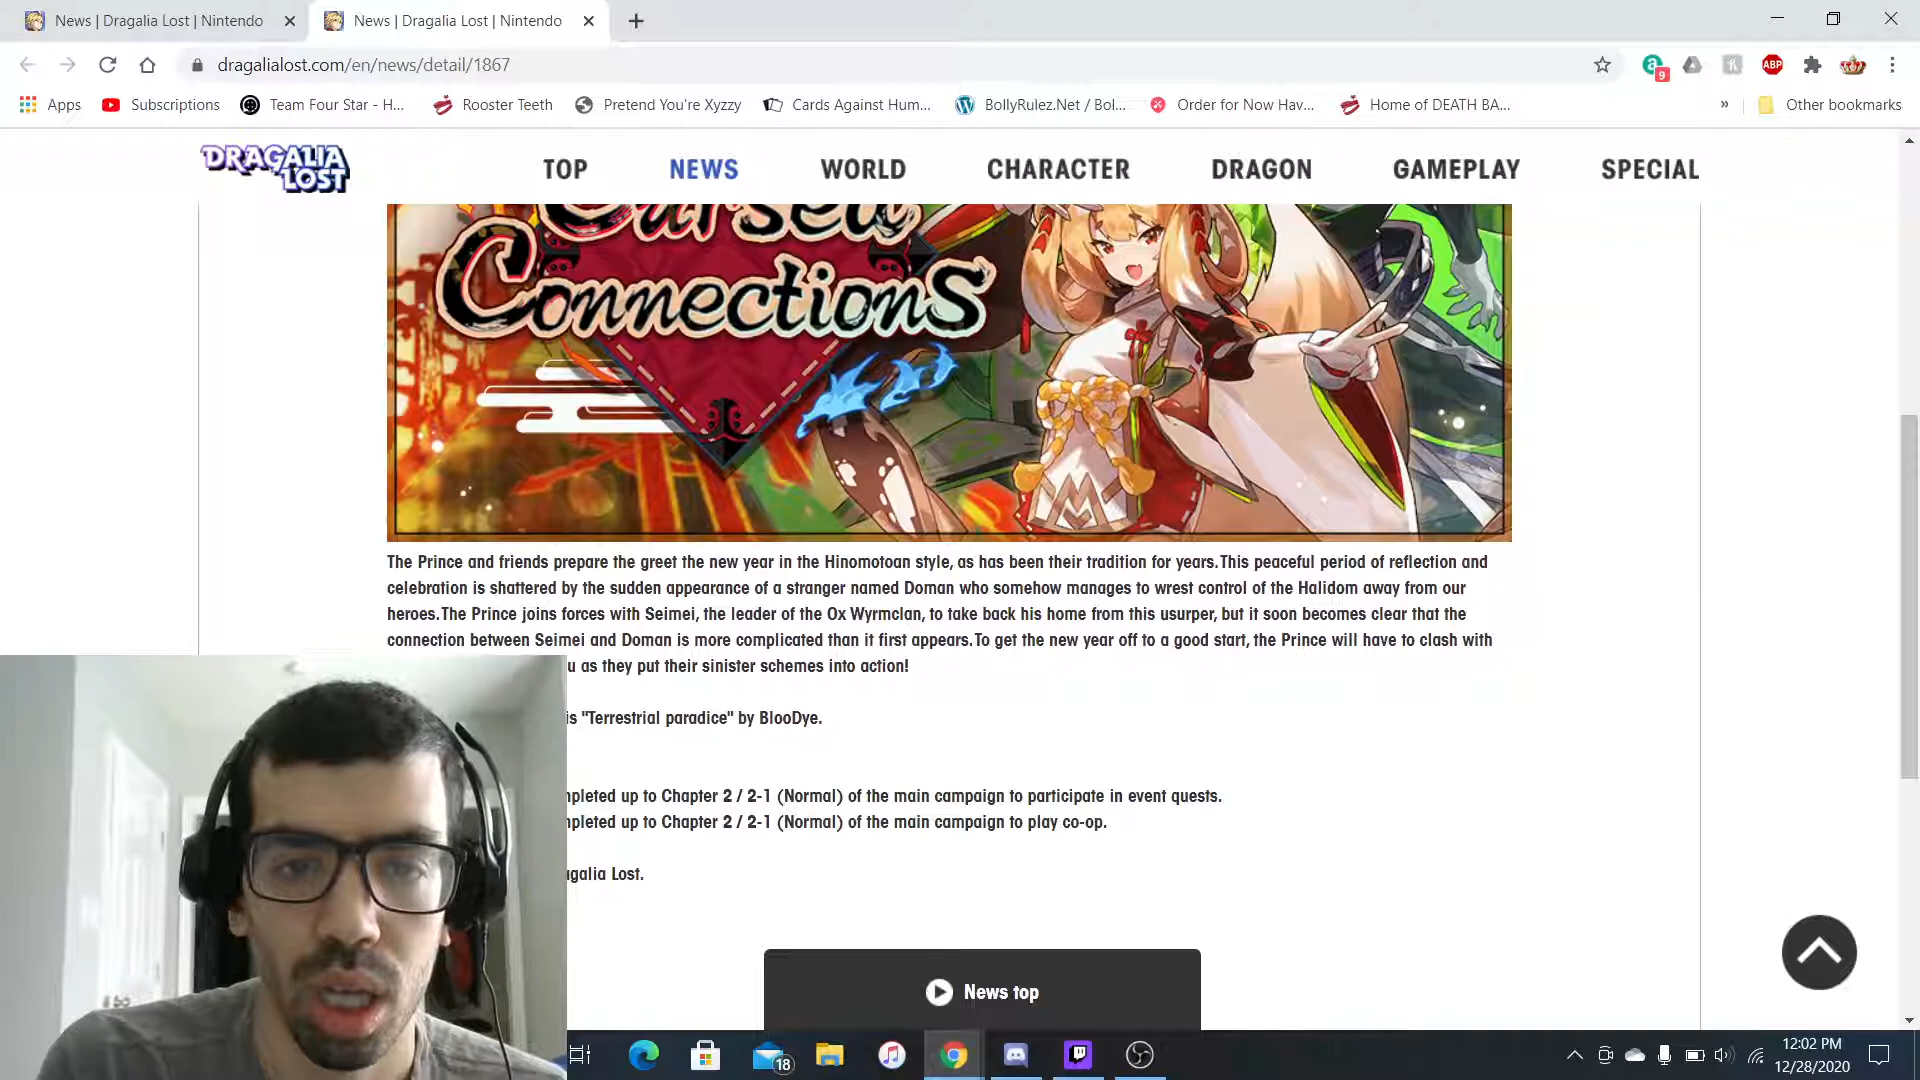 News | Dragalia Lost | Nintendo
News | Dragalia Lost | Nintendo
dragalialost.com/en/news/detail/1867
9
ABP
Apps
Subscriptions
Team Four Star - H...
Rooster Teeth
Pretend You're Xyzzy
Cards Against Hum...
BollyRulez.Net / Bol...
Order for Now Hav...
Home of DEATH BA...
Other bookmarks
DRAGALIA LOST
TOP
NEWS
WORLD
CHARACTER
DRAGON
GAMEPLAY
SPECIAL
Cursed
Connections
The Prince and friends prepare the greet the new year in the Hinomotoan style, as has been their tradition for years.This peaceful period of reflection and
celebration is shattered by the sudden appearance of a stranger named Doman who somehow manages to wrest control of the Halidom away from our
heroes.The Prince joins forces with Seimei, the leader of the Ox Wyrmclan, to take back his home from this usurper, but it soon becomes clear that the
connection between Seimei and Doman is more complicated than it first appears.To get the new year off to a good start, the Prince will have to clash with
u as they put their sinister schemes into action!
is "Terrestrial paradice" by BlooDye.
mpleted up to Chapter 2 / 2-1 (Normal) of the main campaign to participate in event quests.
mpleted up to Chapter 2 / 2-1 (Normal) of the main campaign to play co-op.
agalia Lost.
News top
18
12:02 PM
12/28/2020